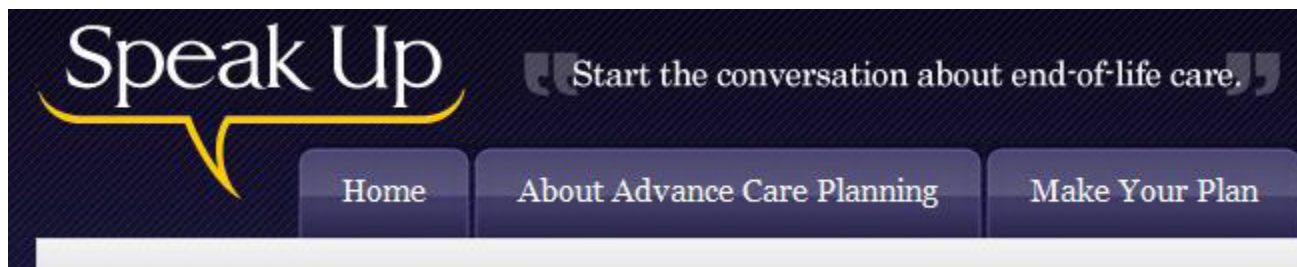 Speak Up
Start the conversation about end-of-life care.
Home
About Advance Care Planning
Make Your Plan